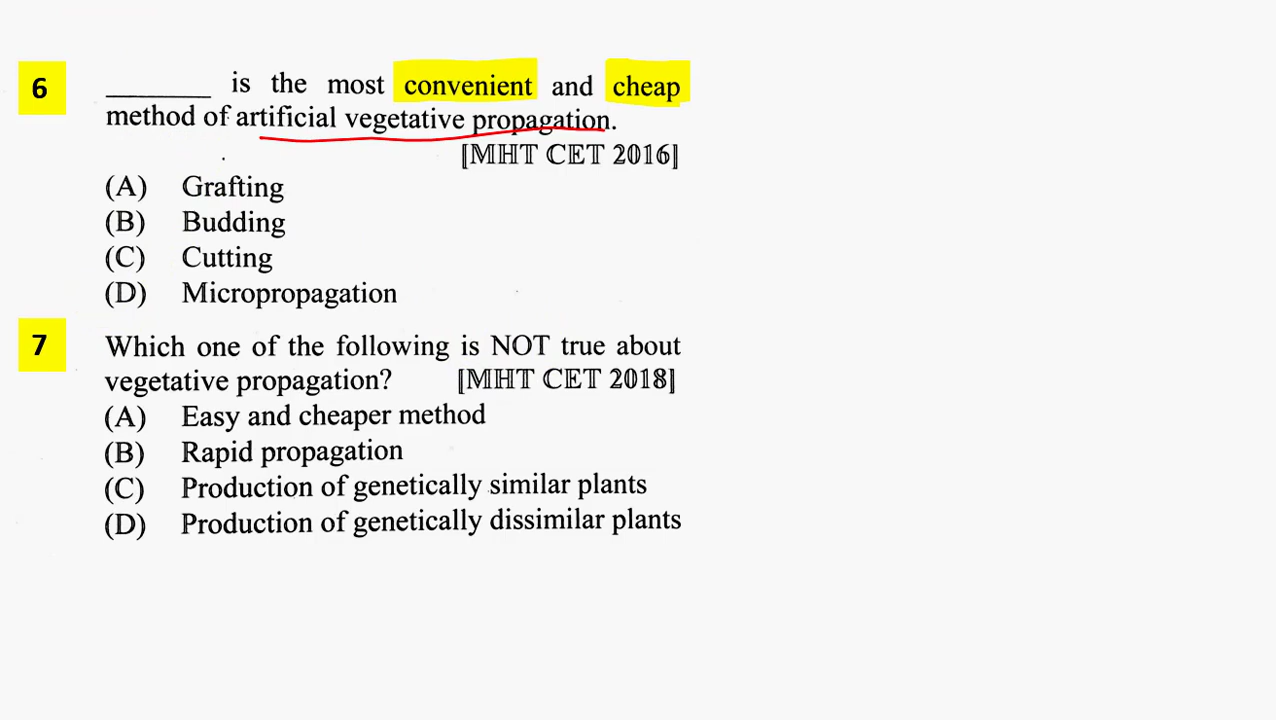 6
________ is the most convenient and cheap
method of artificial vegetative propagation.
[MHT CET 2016]
(A) Grafting
(B) Budding
(C) Cutting
(D) Micropropagation
7
Which one of the following is NOT true about
vegetative propagation? [MHT CET 2018]
(A) Easy and cheaper method
(B) Rapid propagation
(C) Production of genetically similar plants
(D) Production of genetically dissimilar plants